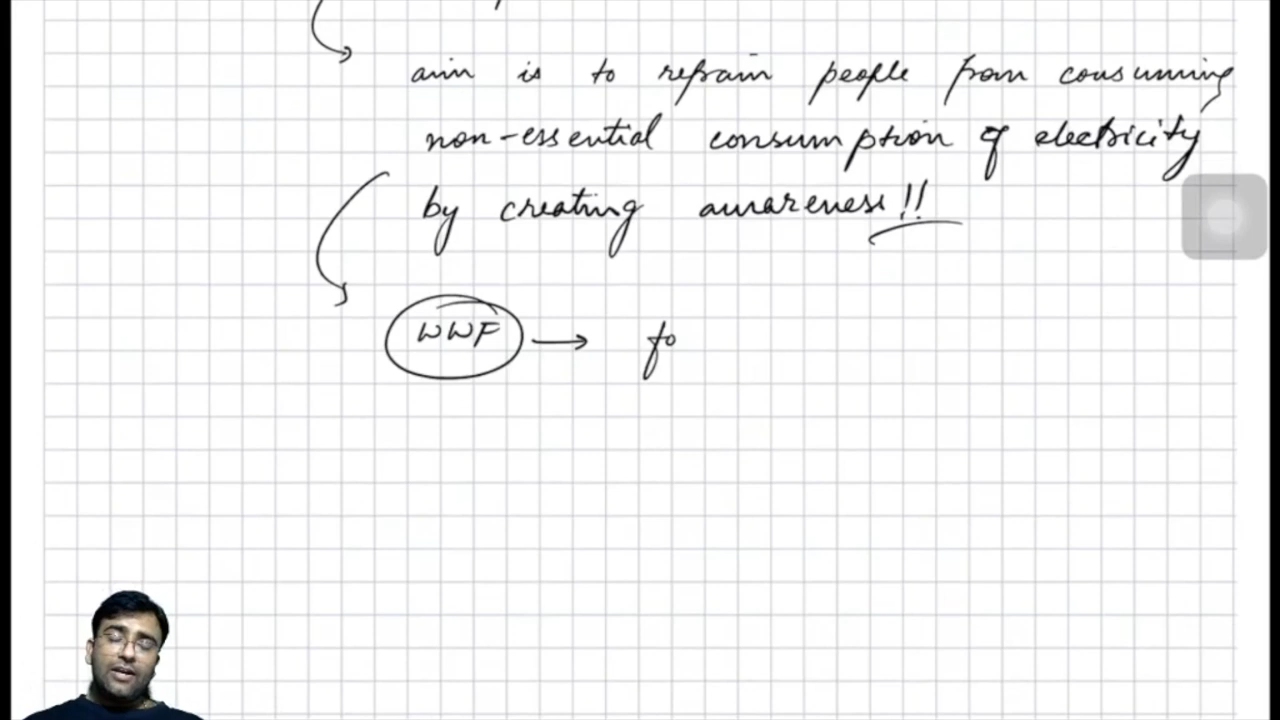 aim is to refrain people from consuming
non-essential consumption of electricity
by creating awareness!!
WWF → fo